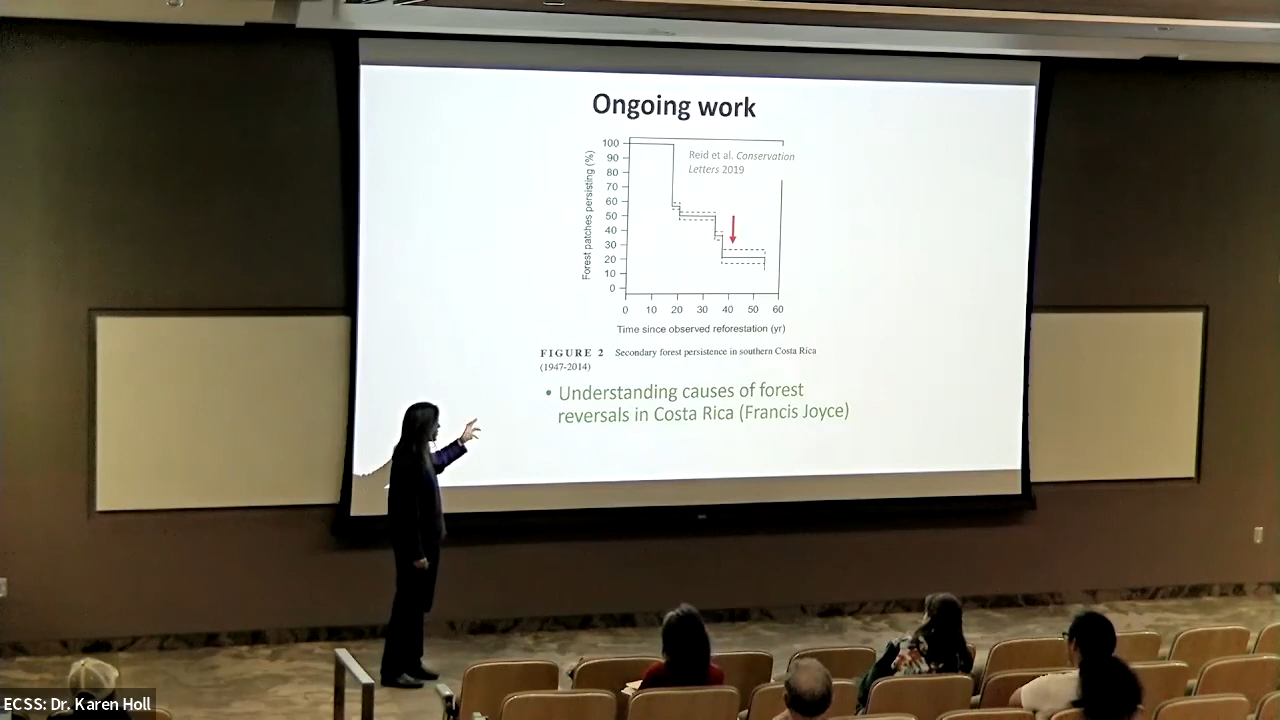 Ongoing work
Reid et al. Conservation
Letters 2019
Forest patches persisting (%)
100
90
80
70
60
50
40
30
20
10
0
0 10 20 30 40 50 60
Time since observed reforestation (yr)
FIGURE 2 Secondary forest persistence in southern Costa Rica
(1947-2014)
• Understanding causes of forest
reversals in Costa Rica (Francis Joyce)
ECSS: Dr. Karen Holl